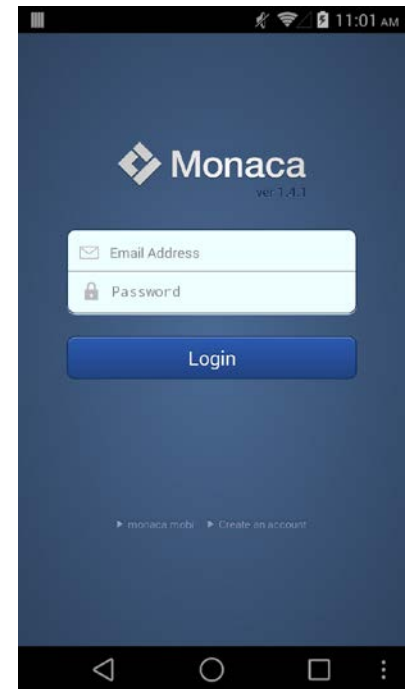 11:01 AM
Monaca
ver 1.4.1
Email Address
Password
Login
monaca mobi Create an account